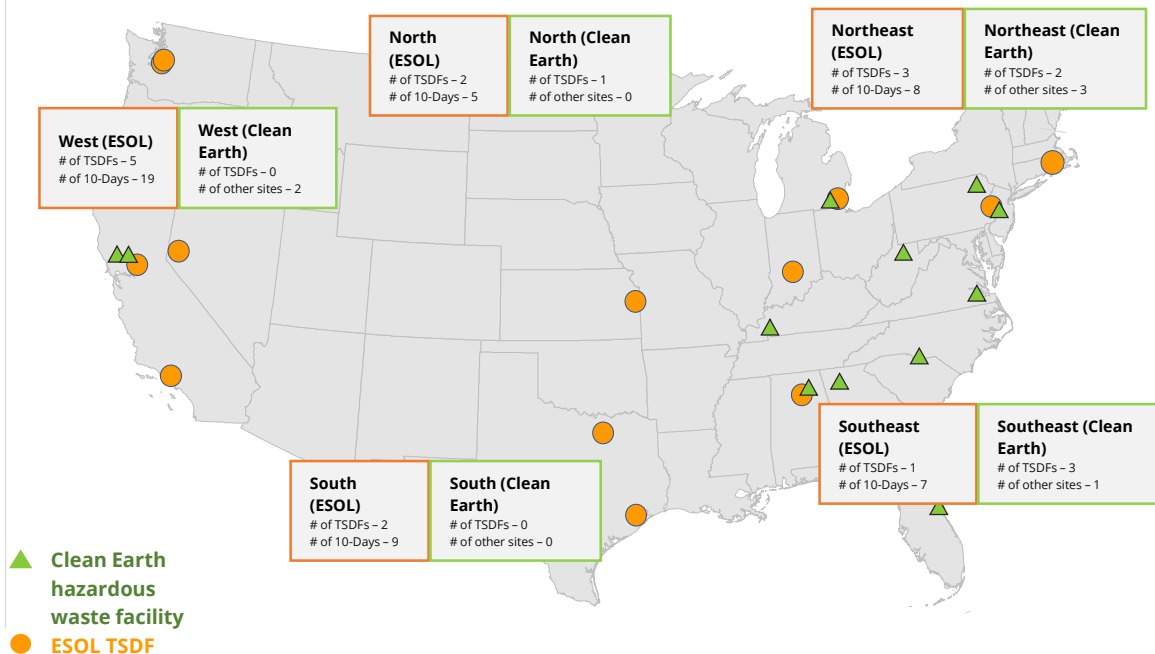 North
(ESOL)
# of TSDFs – 2
# of 10-Days – 5
North (Clean
Earth)
# of TSDFs – 1
# of other sites – 0
Northeast
(ESOL)
# of TSDFs – 3
# of 10-Days – 8
Northeast (Clean
Earth)
# of TSDFs – 2
# of other sites – 3
West (ESOL)
# of TSDFs – 5
# of 10-Days – 19
West (Clean
Earth)
# of TSDFs – 0
# of other sites – 2
Southeast
(ESOL)
# of TSDFs – 1
# of 10-Days – 7
Southeast (Clean
Earth)
# of TSDFs – 3
# of other sites – 1
South
(ESOL)
# of TSDFs – 2
# of 10-Days – 9
South (Clean
Earth)
# of TSDFs – 0
# of other sites – 0
Clean Earth
hazardous
waste facility
ESOL TSDF